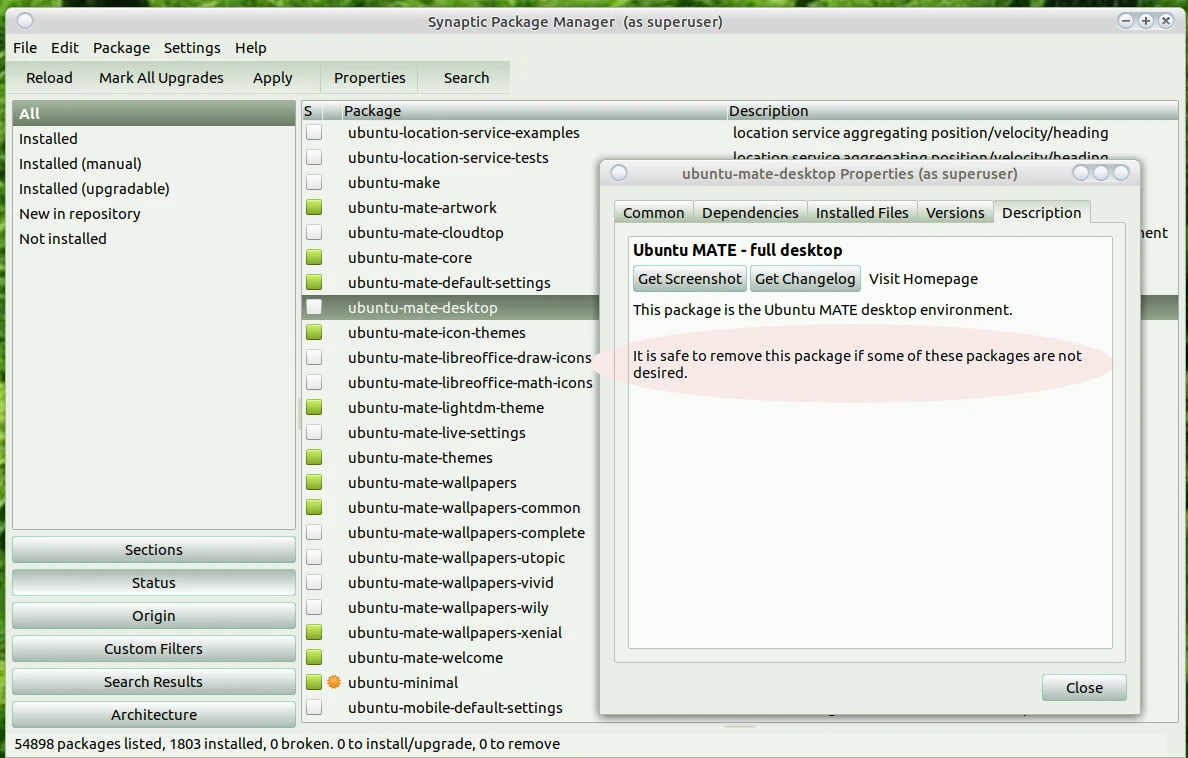 Synaptic Package Manager (as superuser)
File Edit Package Settings Help
Reload Mark All Upgrades Apply Properties Search
All
Installed
Installed (manual)
Installed (upgradable)
New in repository
Not installed
Sections
Status
Origin
Custom Filters
Search Results
Architecture
S Package Description
ubuntu-location-service-examples location service aggregating position/velocity/heading
ubuntu-location-service-tests location service aggregating position/velocity/heading
ubuntu-make
ubuntu-mate-artwork
ubuntu-mate-cloudtop
ubuntu-mate-core
ubuntu-mate-default-settings
ubuntu-mate-desktop
ubuntu-mate-icon-themes
ubuntu-mate-libreoffice-draw-icons
ubuntu-mate-libreoffice-math-icons
ubuntu-mate-lightdm-theme
ubuntu-mate-live-settings
ubuntu-mate-themes
ubuntu-mate-wallpapers
ubuntu-mate-wallpapers-common
ubuntu-mate-wallpapers-complete
ubuntu-mate-wallpapers-utopic
ubuntu-mate-wallpapers-vivid
ubuntu-mate-wallpapers-wily
ubuntu-mate-wallpapers-xenial
ubuntu-mate-welcome
ubuntu-minimal
ubuntu-mobile-default-settings
ubuntu-mate-desktop Properties (as superuser)
Common Dependencies Installed Files Versions Description
Ubuntu MATE - full desktop
Get Screenshot Get Changelog Visit Homepage
This package is the Ubuntu MATE desktop environment.
It is safe to remove this package if some of these packages are not
desired.
Close
54898 packages listed, 1803 installed, 0 broken. 0 to install/upgrade, 0 to remove